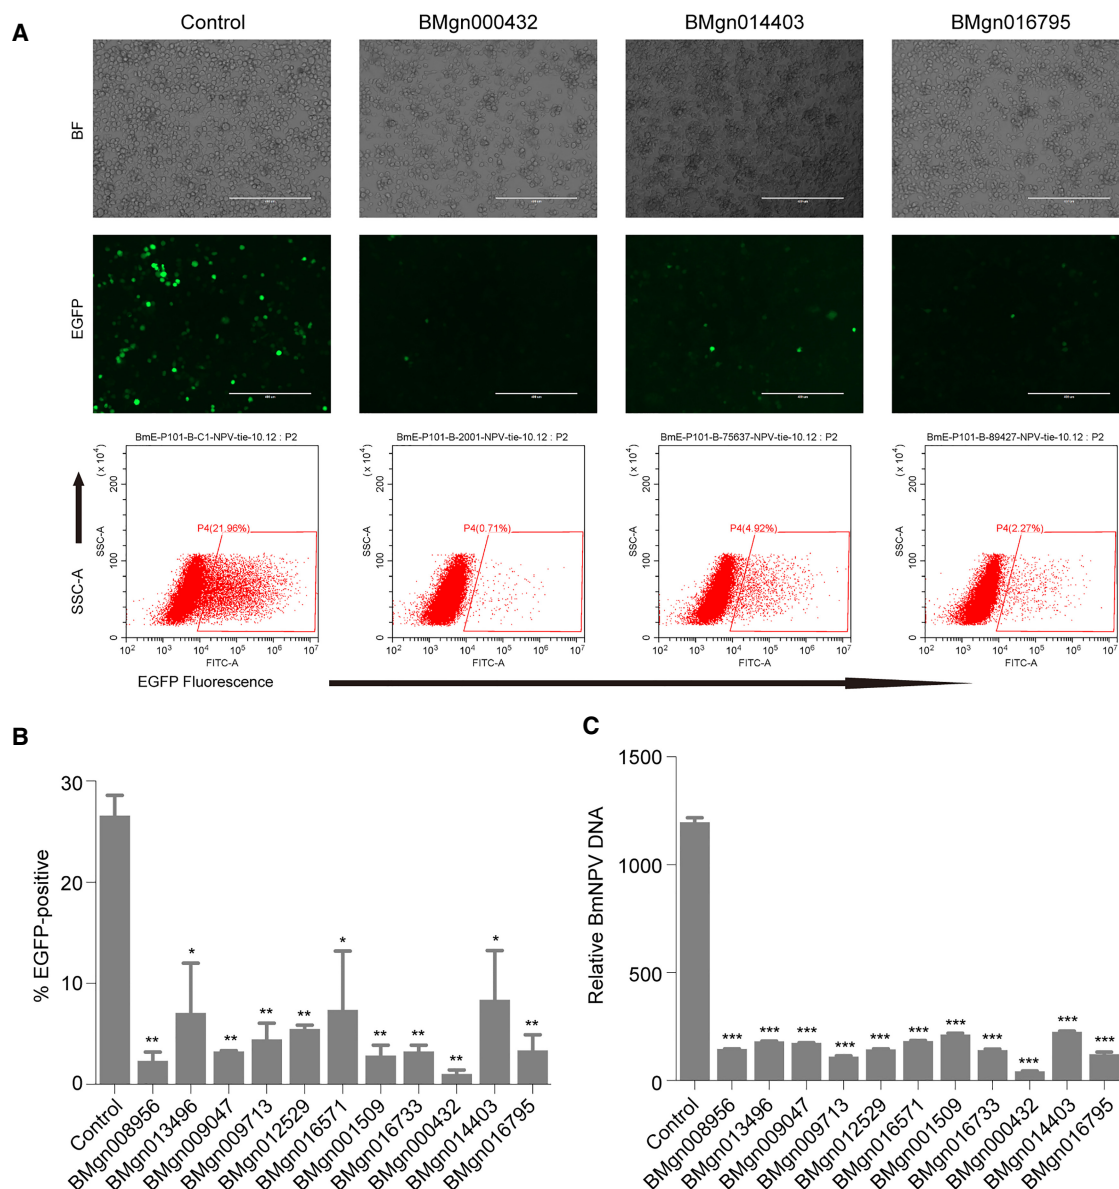 A
Control
BMgn000432
BMgn014403
BMgn016795
BF
EGFP
BmE-P101-B-C1-NPV-tie-10.12 : P2
BmE-P101-B-2001-NPV-tie-10.12 : P2
BmE-P101-B-75637-NPV-tie-10.12 : P2
BmE-P101-B-89427-NPV-tie-10.12 : P2
SSC-A
(x 10⁴)
SSC-A
0 100 200
P4(21.96%)
10² 10³ 10⁴ 10⁵ 10⁶ 10⁷
FITC-A
(x 10⁴)
SSC-A
0 100 200
P4(0.71%)
10² 10³ 10⁴ 10⁵ 10⁶ 10⁷
FITC-A
(x 10⁴)
SSC-A
0 100 200
P4(4.92%)
10² 10³ 10⁴ 10⁵ 10⁶ 10⁷
FITC-A
(x 10⁴)
SSC-A
0 100 200
P4(2.27%)
10² 10³ 10⁴ 10⁵ 10⁶ 10⁷
FITC-A
EGFP Fluorescence
B
% EGFP-positive
30
20
10
0
** * ** ** ** * ** ** ** * **
Control
BMgn008956
BMgn013496
BMgn009047
BMgn009713
BMgn012529
BMgn016571
BMgn001509
BMgn016733
BMgn000432
BMgn014403
BMgn016795
C
Relative BmNPV DNA
1500
1000
500
0
*** *** *** *** *** *** *** *** *** *** ***
Control
BMgn008956
BMgn013496
BMgn009047
BMgn009713
BMgn012529
BMgn016571
BMgn001509
BMgn016733
BMgn000432
BMgn014403
BMgn016795